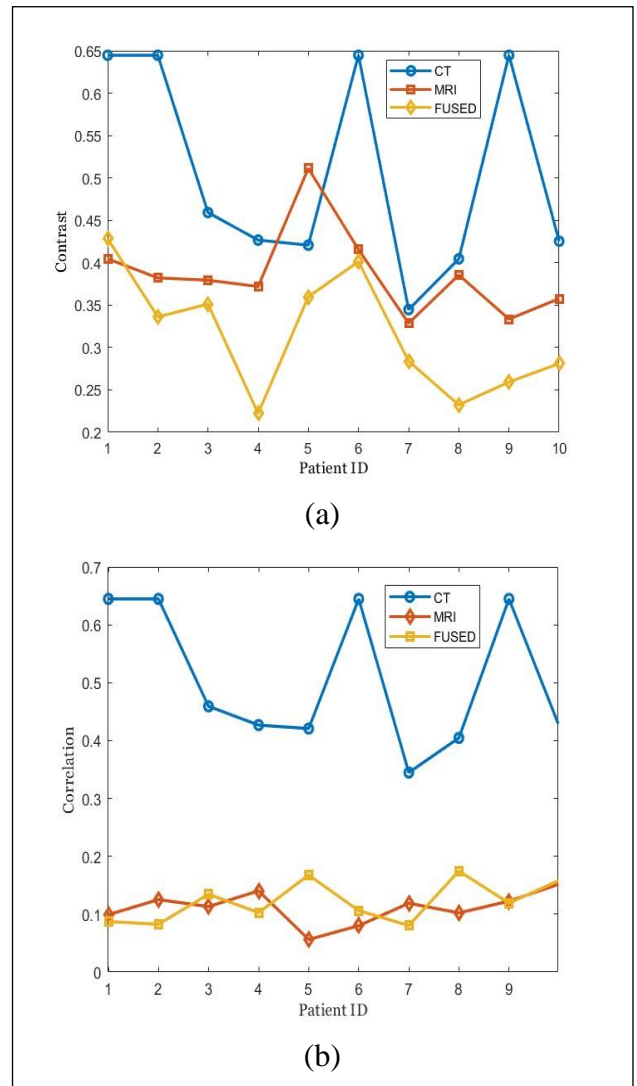 0.65
0.6
0.55
0.5
0.45
0.4
0.35
0.3
0.25
0.2
Contrast
CT
MRI
FUSED
1 2 3 4 5 6 7 8 9 10
Patient ID
(a)
0.7
0.6
0.5
0.4
0.3
0.2
0.1
0
Correlation
CT
MRI
FUSED
1 2 3 4 5 6 7 8 9
Patient ID
(b)